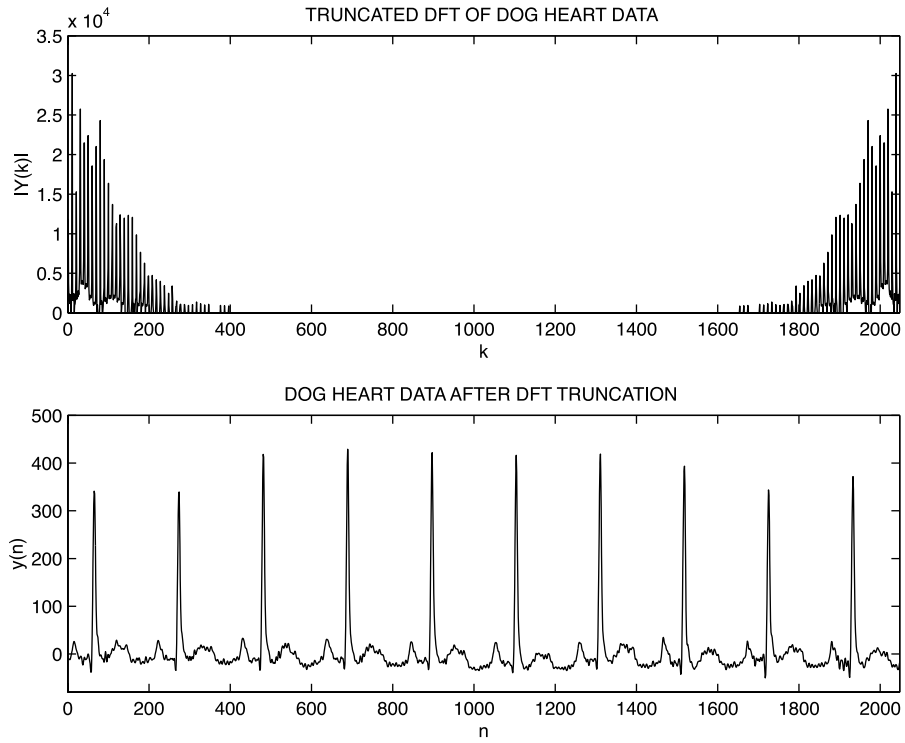 TRUNCATED DFT OF DOG HEART DATA
x 10^4
3.5
3
2.5
2
1.5
1
0.5
0
|Y(k)|
0 200 400 600 800 1000 1200 1400 1600 1800 2000
k
DOG HEART DATA AFTER DFT TRUNCATION
500
400
300
200
100
0
y(n)
0 200 400 600 800 1000 1200 1400 1600 1800 2000
n